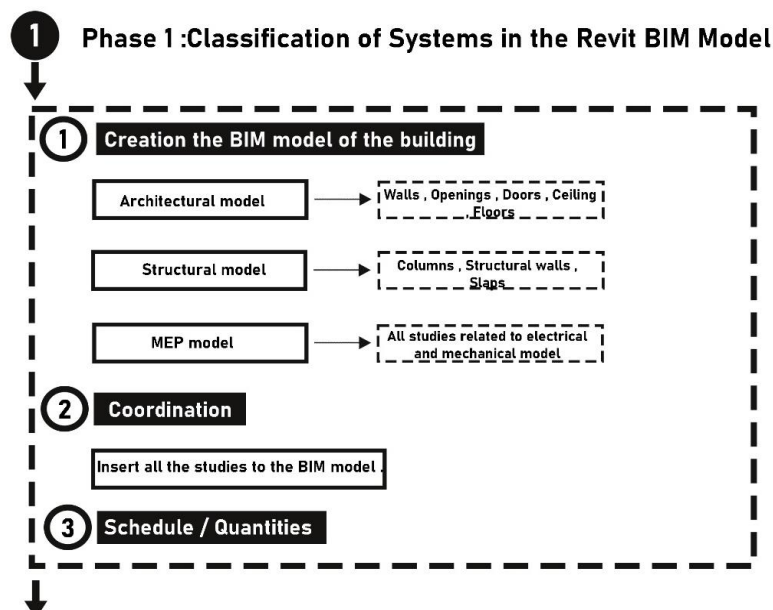 1 Phase 1 :Classification of Systems in the Revit BIM Model
1 Creation the BIM model of the building
Architectural model
Walls , Openings , Doors , Ceiling
, Floors
Structural model
Columns , Structural walls ,
Slaps
MEP model
All studies related to electrical
and mechanical model
2 Coordination
Insert all the studies to the BIM model .
3 Schedule / Quantities